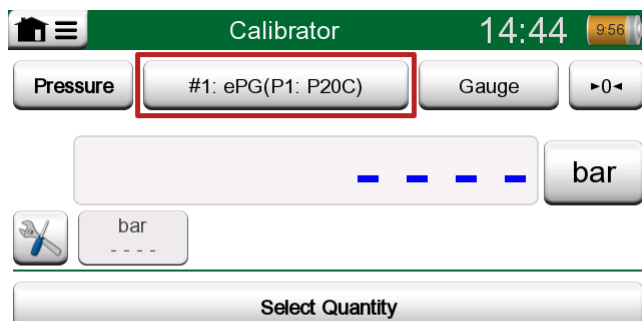 Calibrator 14:44 9:56
Pressure #1: ePG(P1: P20C) Gauge ►0◄
- - - - bar
bar
- - - -
Select Quantity